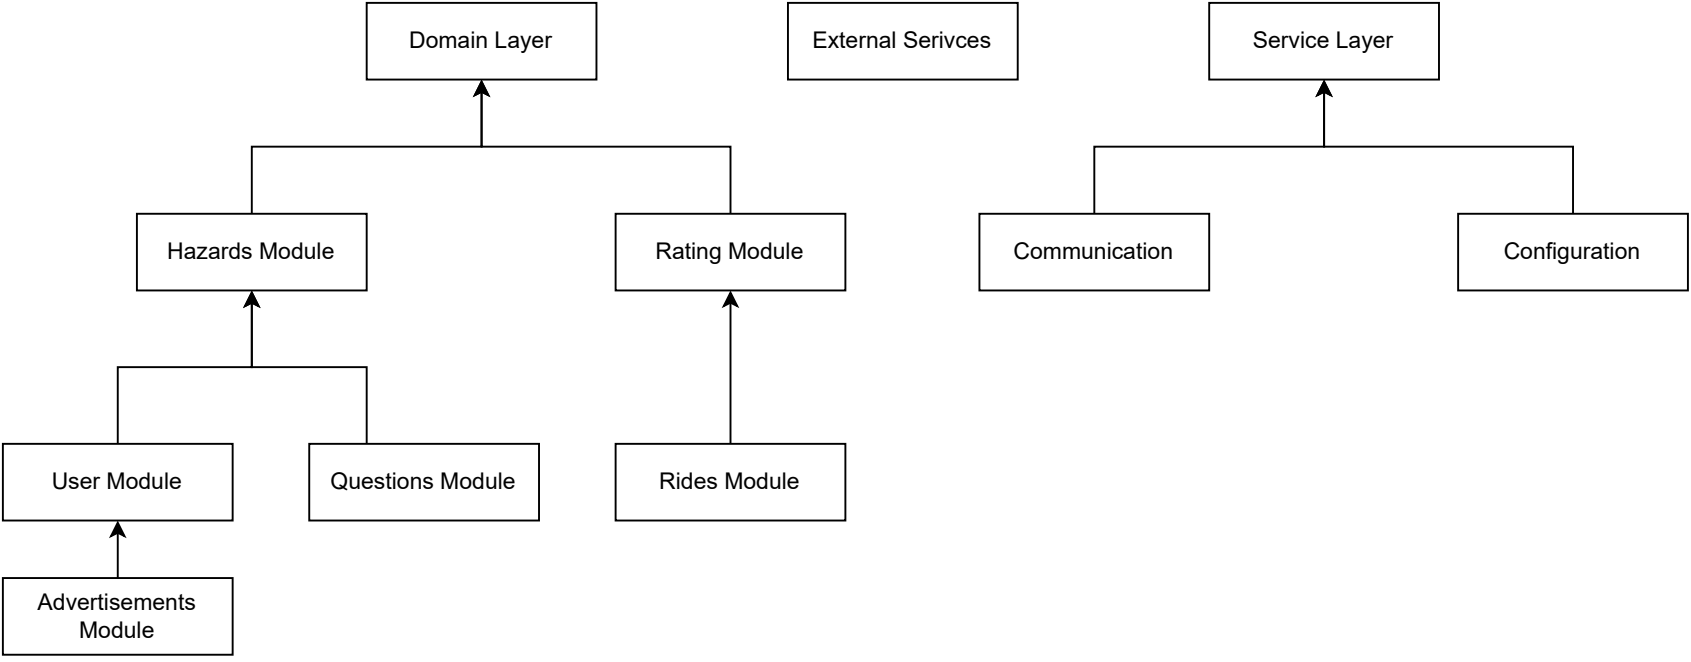 Domain Layer
External Serivces
Service Layer
Hazards Module
Rating Module
Communication
Configuration
User Module
Questions Module
Rides Module
Advertisements
Module